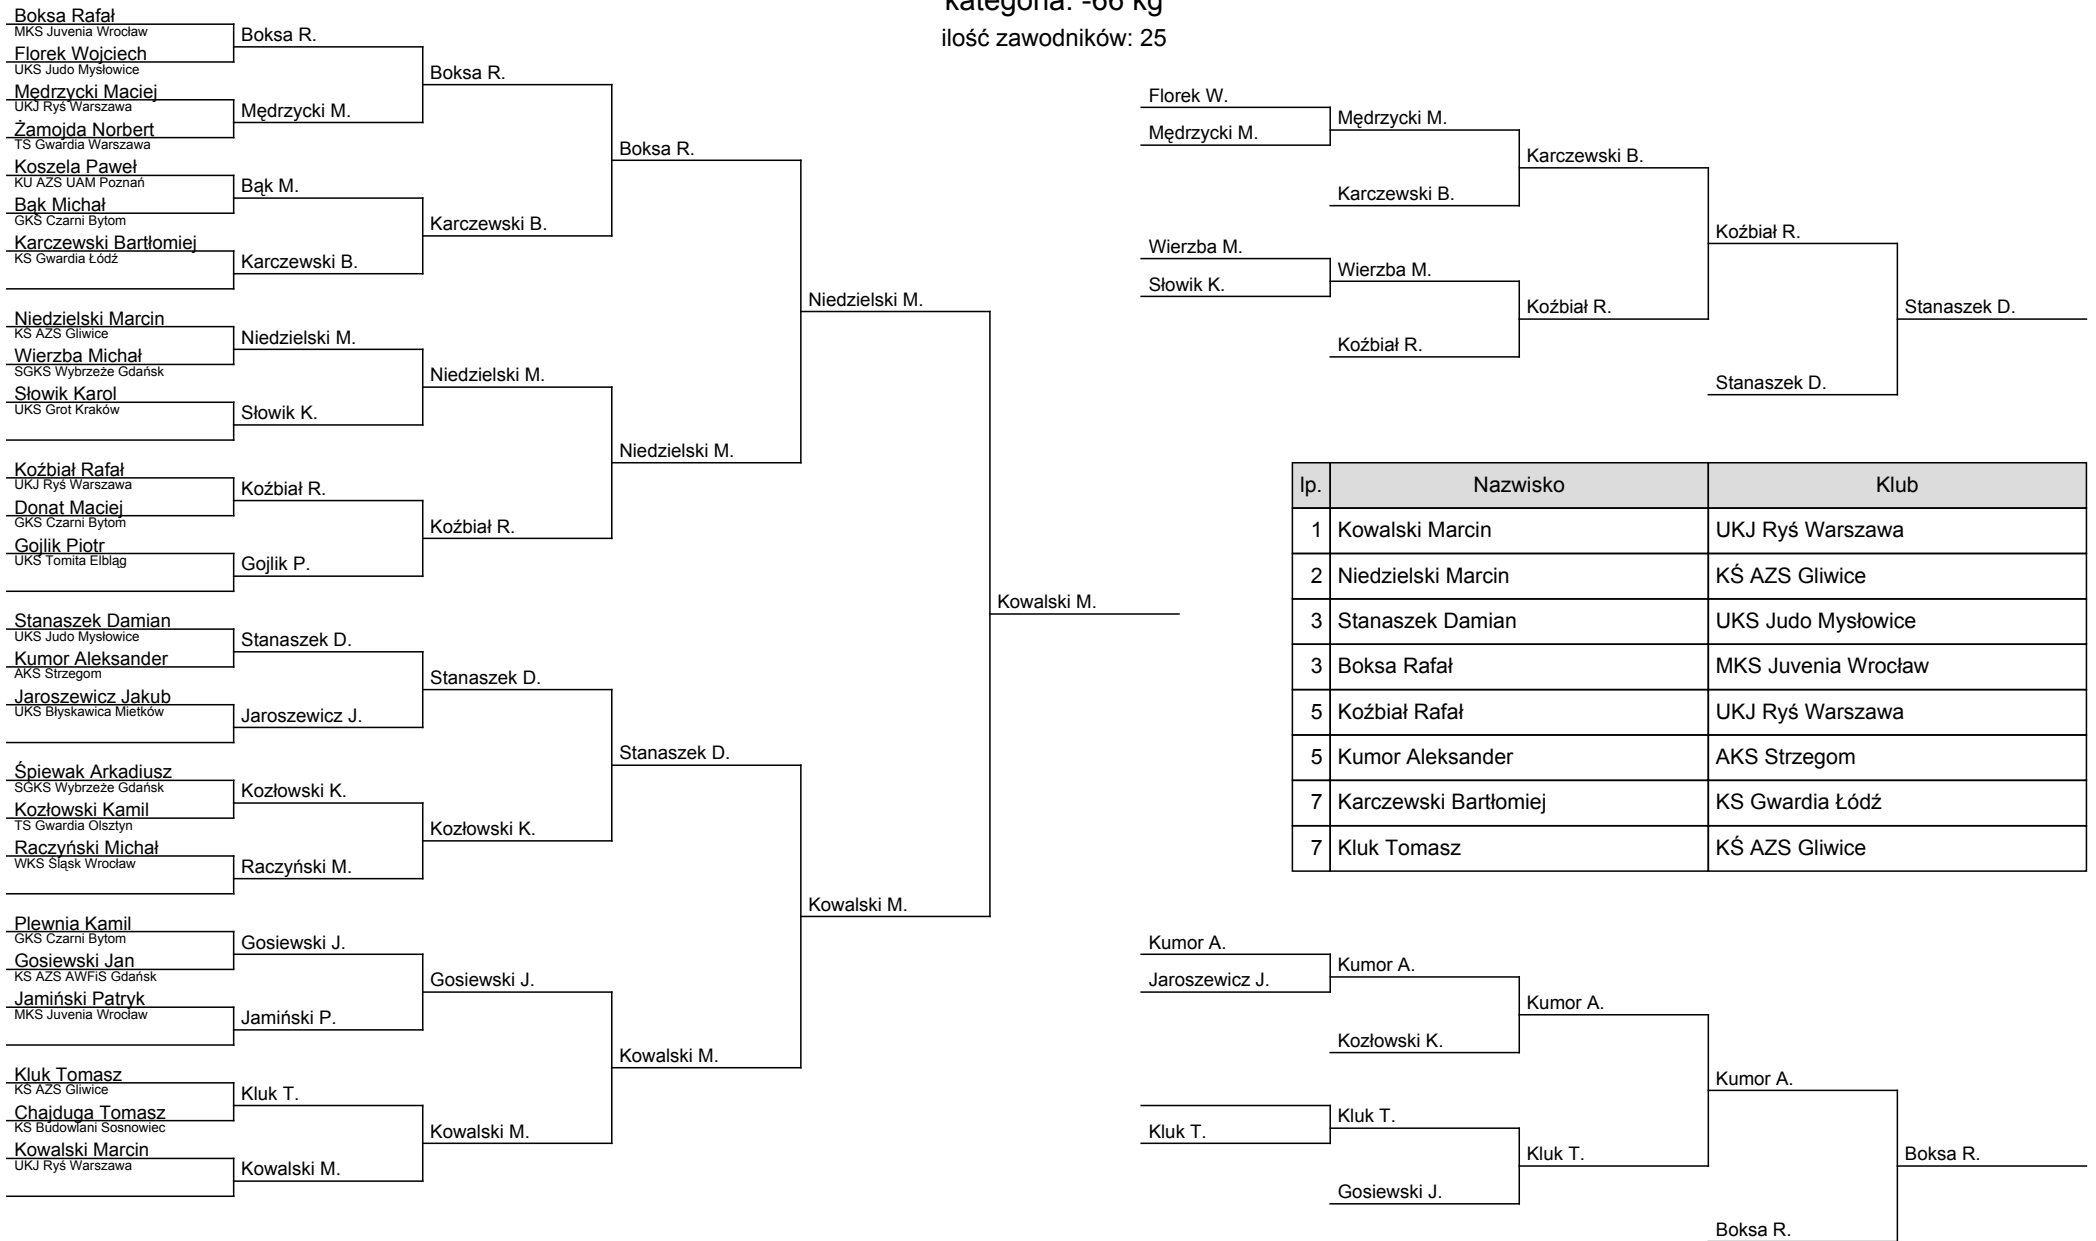 kategoria: -66 kg
ilość zawodników: 25
Boksa Rafał
MKS Juvenia Wrocław
Florek Wojciech
UKS Judo Mysłowice
Mędrzycki Maciej
UKJ Ryś Warszawa
Żamojda Norbert
TS Gwardia Warszawa
Koszela Paweł
KU AZS UAM Poznań
Bąk Michał
GKS Czarni Bytom
Karczewski Bartłomiej
KS Gwardia Łódź
Niedzielski Marcin
KŚ AZS Gliwice
Wierzba Michał
SGKS Wybrzeże Gdańsk
Słowik Karol
UKS Grot Kraków
Koźbiał Rafał
UKJ Ryś Warszawa
Donat Maciej
GKS Czarni Bytom
Gojlik Piotr
UKS Tomita Elbląg
Stanaszek Damian
UKS Judo Mysłowice
Kumor Aleksander
AKS Strzegom
Jaroszewicz Jakub
UKS Błyskawica Mietków
Śpiewak Arkadiusz
SGKS Wybrzeże Gdańsk
Kozłowski Kamil
TS Gwardia Olsztyn
Raczyński Michał
WKS Śląsk Wrocław
Plewnia Kamil
GKS Czarni Bytom
Gosiewski Jan
KS AZS AWFiS Gdańsk
Jamiński Patryk
MKS Juvenia Wrocław
Kluk Tomasz
KŚ AZS Gliwice
Chajduga Tomasz
KS Budowlani Sosnowiec
Kowalski Marcin
UKJ Ryś Warszawa
Boksa R.
Mędrzycki M.
Bąk M.
Karczewski B.
Niedzielski M.
Słowik K.
Koźbiał R.
Gojlik P.
Stanaszek D.
Jaroszewicz J.
Kozłowski K.
Raczyński M.
Gosiewski J.
Jamiński P.
Kluk T.
Kowalski M.
Boksa R.
Karczewski B.
Niedzielski M.
Koźbiał R.
Stanaszek D.
Kozłowski K.
Gosiewski J.
Kowalski M.
Boksa R.
Niedzielski M.
Stanaszek D.
Kowalski M.
Niedzielski M.
Kowalski M.
Kowalski M.
Florek W.
Mędrzycki M.
Wierzba M.
Słowik K.
Mędrzycki M.
Karczewski B.
Wierzba M.
Koźbiał R.
Karczewski B.
Koźbiał R.
Koźbiał R.
Stanaszek D.
Stanaszek D.
lp. Nazwisko Klub
1 Kowalski Marcin UKJ Ryś Warszawa
2 Niedzielski Marcin KŚ AZS Gliwice
3 Stanaszek Damian UKS Judo Mysłowice
3 Boksa Rafał MKS Juvenia Wrocław
5 Koźbiał Rafał UKJ Ryś Warszawa
5 Kumor Aleksander AKS Strzegom
7 Karczewski Bartłomiej KS Gwardia Łódź
7 Kluk Tomasz KŚ AZS Gliwice
Kumor A.
Jaroszewicz J.
Kluk T.
Kumor A.
Kozłowski K.
Kluk T.
Gosiewski J.
Kumor A.
Kluk T.
Kumor A.
Boksa R.
Boksa R.